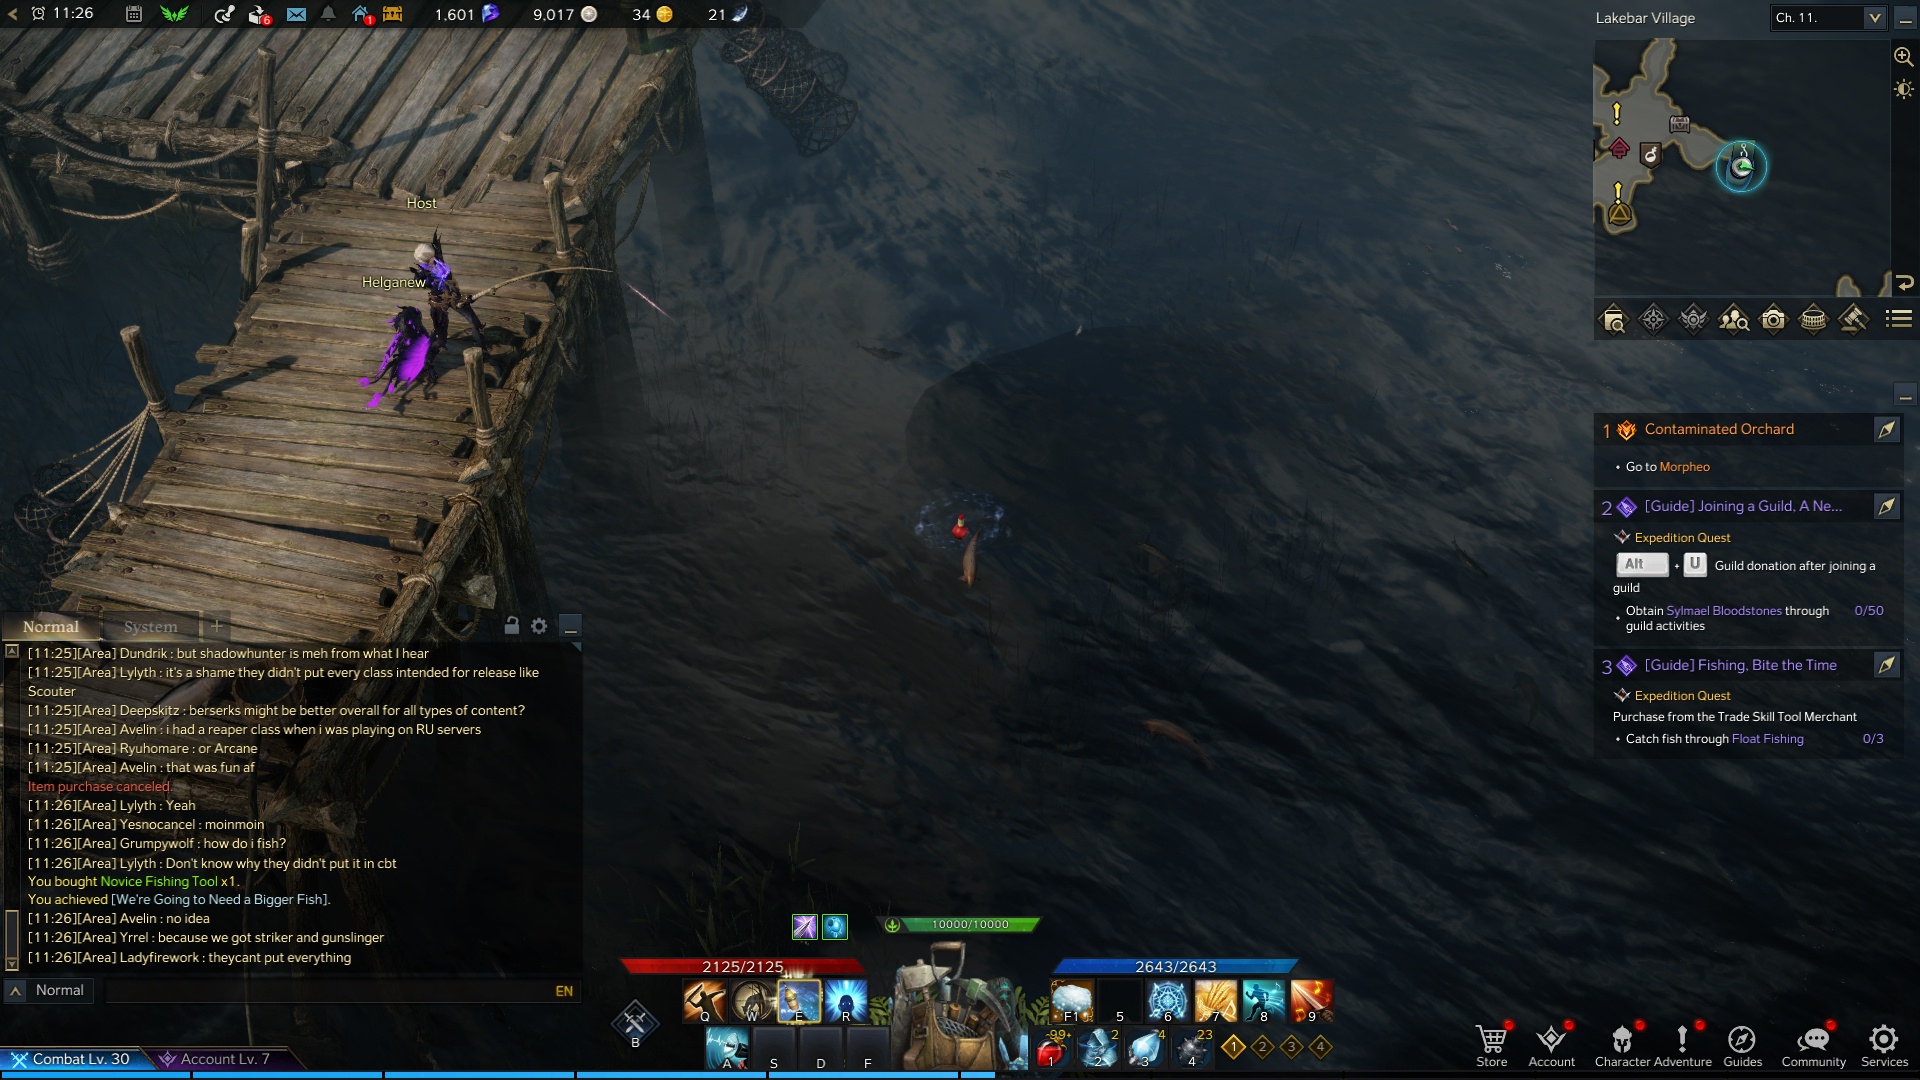 11:26
6
1
1,601
9,017
34
21
Lakebar Village
Ch. 11.
Host
Helganew
1 Contaminated Orchard
• Go to Morpheo
2 [Guide] Joining a Guild, A Ne...
Expedition Quest
Alt + U Guild donation after joining a
guild
• Obtain Sylmael Bloodstones through 0/50
guild activities
3 [Guide] Fishing, Bite the Time
Expedition Quest
Purchase from the Trade Skill Tool Merchant
• Catch fish through Float Fishing 0/3
Normal System +
[11:25][Area] Dundrik : but shadowhunter is meh from what I hear
[11:25][Area] Lylyth : it's a shame they didn't put every class intended for release like
Scouter
[11:25][Area] Deepskitz : berserks might be better overall for all types of content?
[11:25][Area] Avelin : i had a reaper class when i was playing on RU servers
[11:25][Area] Ryuhomare : or Arcane
[11:25][Area] Avelin : that was fun af
Item purchase canceled.
[11:26][Area] Lylyth : Yeah
[11:26][Area] Yesnocancel : moinmoin
[11:26][Area] Grumpywolf : how do i fish?
[11:26][Area] Lylyth : Don't know why they didn't put it in cbt
You bought Novice Fishing Tool x1.
You achieved [We're Going to Need a Bigger Fish].
[11:26][Area] Avelin : no idea
[11:26][Area] Yrrel : because we got striker and gunslinger
[11:26][Area] Ladyfirework : theycant put everything
Normal
EN
10000/10000
2125/2125
2643/2643
Q W E R
A S D F
B
F1 5 6 7 8 9
99+ 2 4 23
1 2 3 4
1 2 3 4
Combat Lv. 30
Account Lv. 7
Store
Account
Character
Adventure
Guides
Community
Services